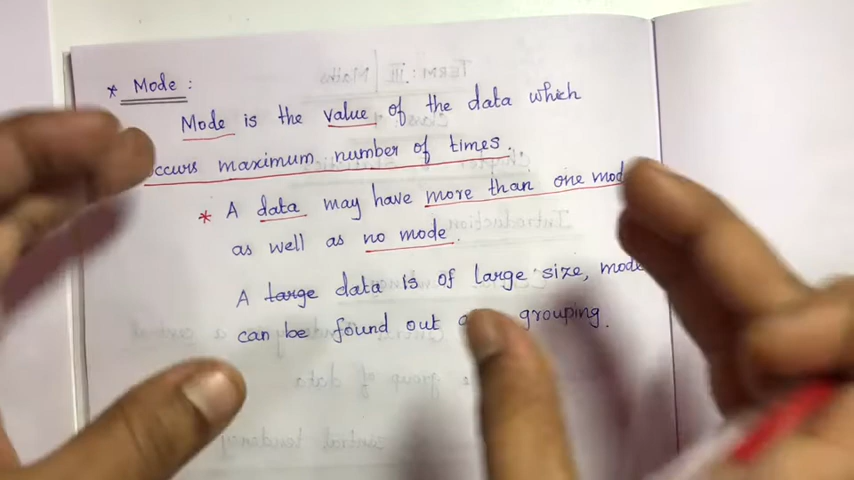 * Mode :
Mode is the value of the data which
occurs maximum number of times.
* A data may have more than one mode
as well as no mode.
A large data is of large size, mode
can be found out grouping.